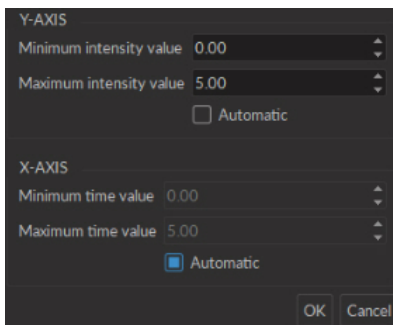 Y-AXIS
Minimum intensity value 0.00
Maximum intensity value 5.00
Automatic
X-AXIS
Minimum time value 0.00
Maximum time value 5.00
Automatic
OK Cancel